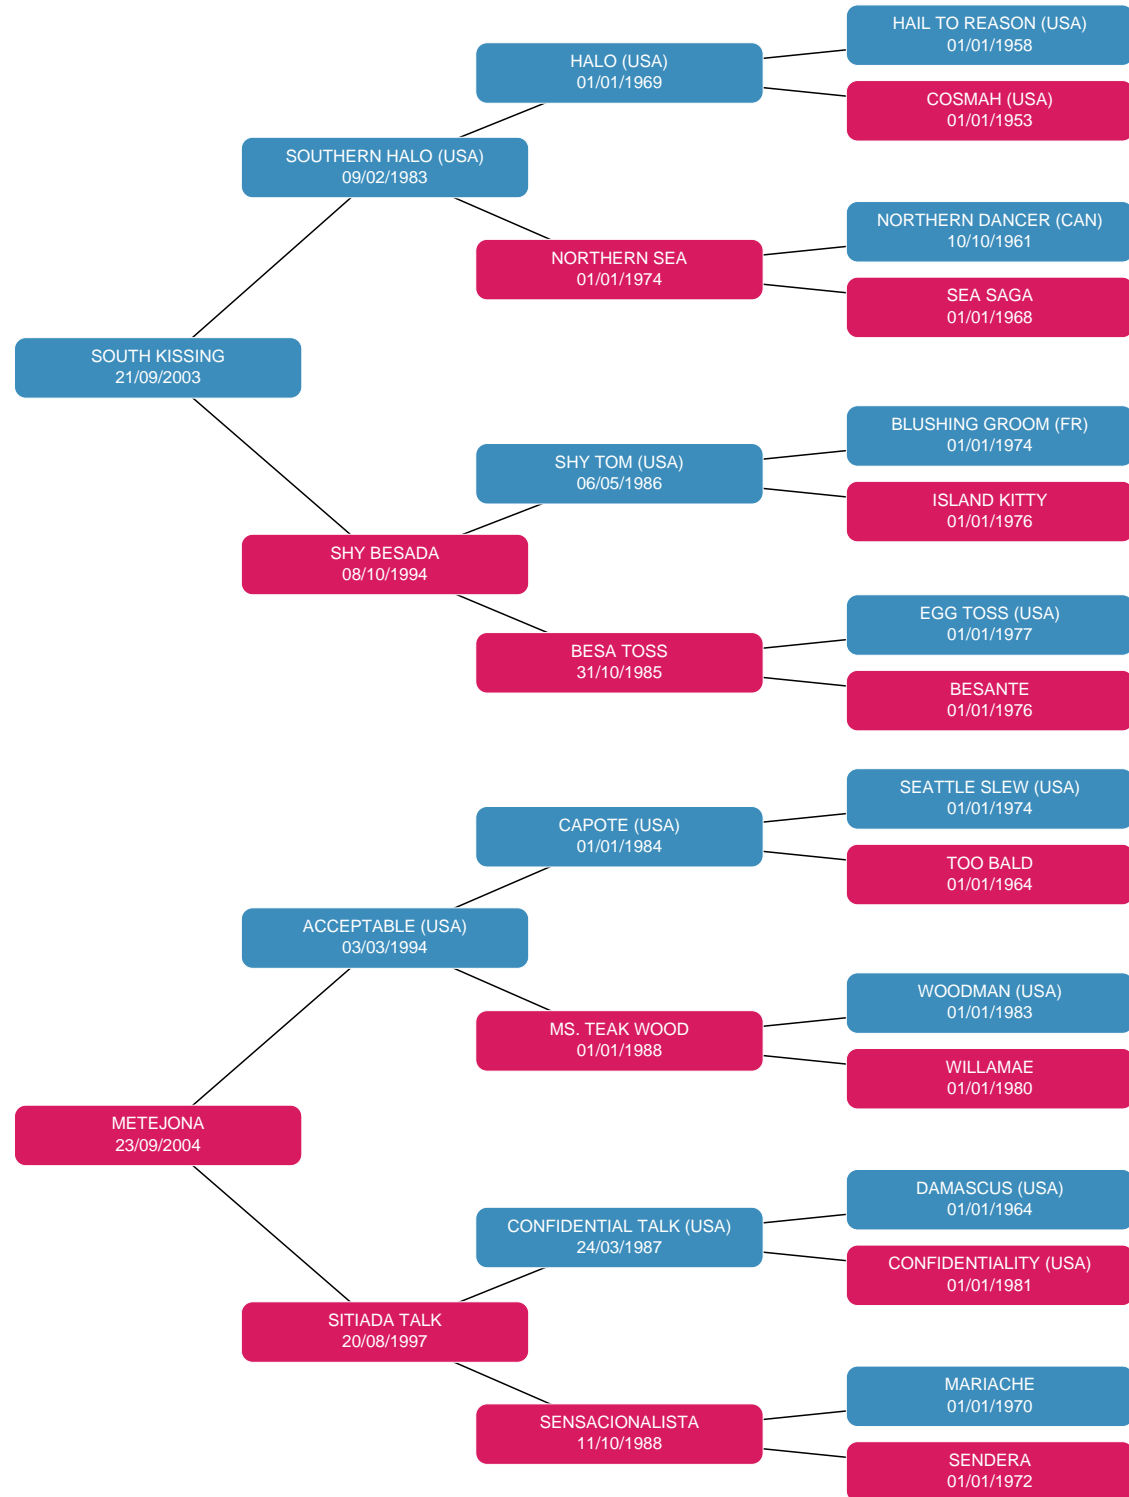 HAIL TO REASON (USA)
01/01/1958
HALO (USA)
01/01/1969
COSMAH (USA)
01/01/1953
SOUTHERN HALO (USA)
09/02/1983
NORTHERN DANCER (CAN)
10/10/1961
NORTHERN SEA
01/01/1974
SEA SAGA
01/01/1968
SOUTH KISSING
21/09/2003
BLUSHING GROOM (FR)
01/01/1974
SHY TOM (USA)
06/05/1986
ISLAND KITTY
01/01/1976
SHY BESADA
08/10/1994
EGG TOSS (USA)
01/01/1977
BESA TOSS
31/10/1985
BESANTE
01/01/1976
SEATTLE SLEW (USA)
01/01/1974
CAPOTE (USA)
01/01/1984
TOO BALD
01/01/1964
ACCEPTABLE (USA)
03/03/1994
WOODMAN (USA)
01/01/1983
MS. TEAK WOOD
01/01/1988
WILLAMAE
01/01/1980
METEJONA
23/09/2004
DAMASCUS (USA)
01/01/1964
CONFIDENTIAL TALK (USA)
24/03/1987
CONFIDENTIALITY (USA)
01/01/1981
SITIADA TALK
20/08/1997
MARIACHE
01/01/1970
SENSACIONALISTA
11/10/1988
SENDERA
01/01/1972